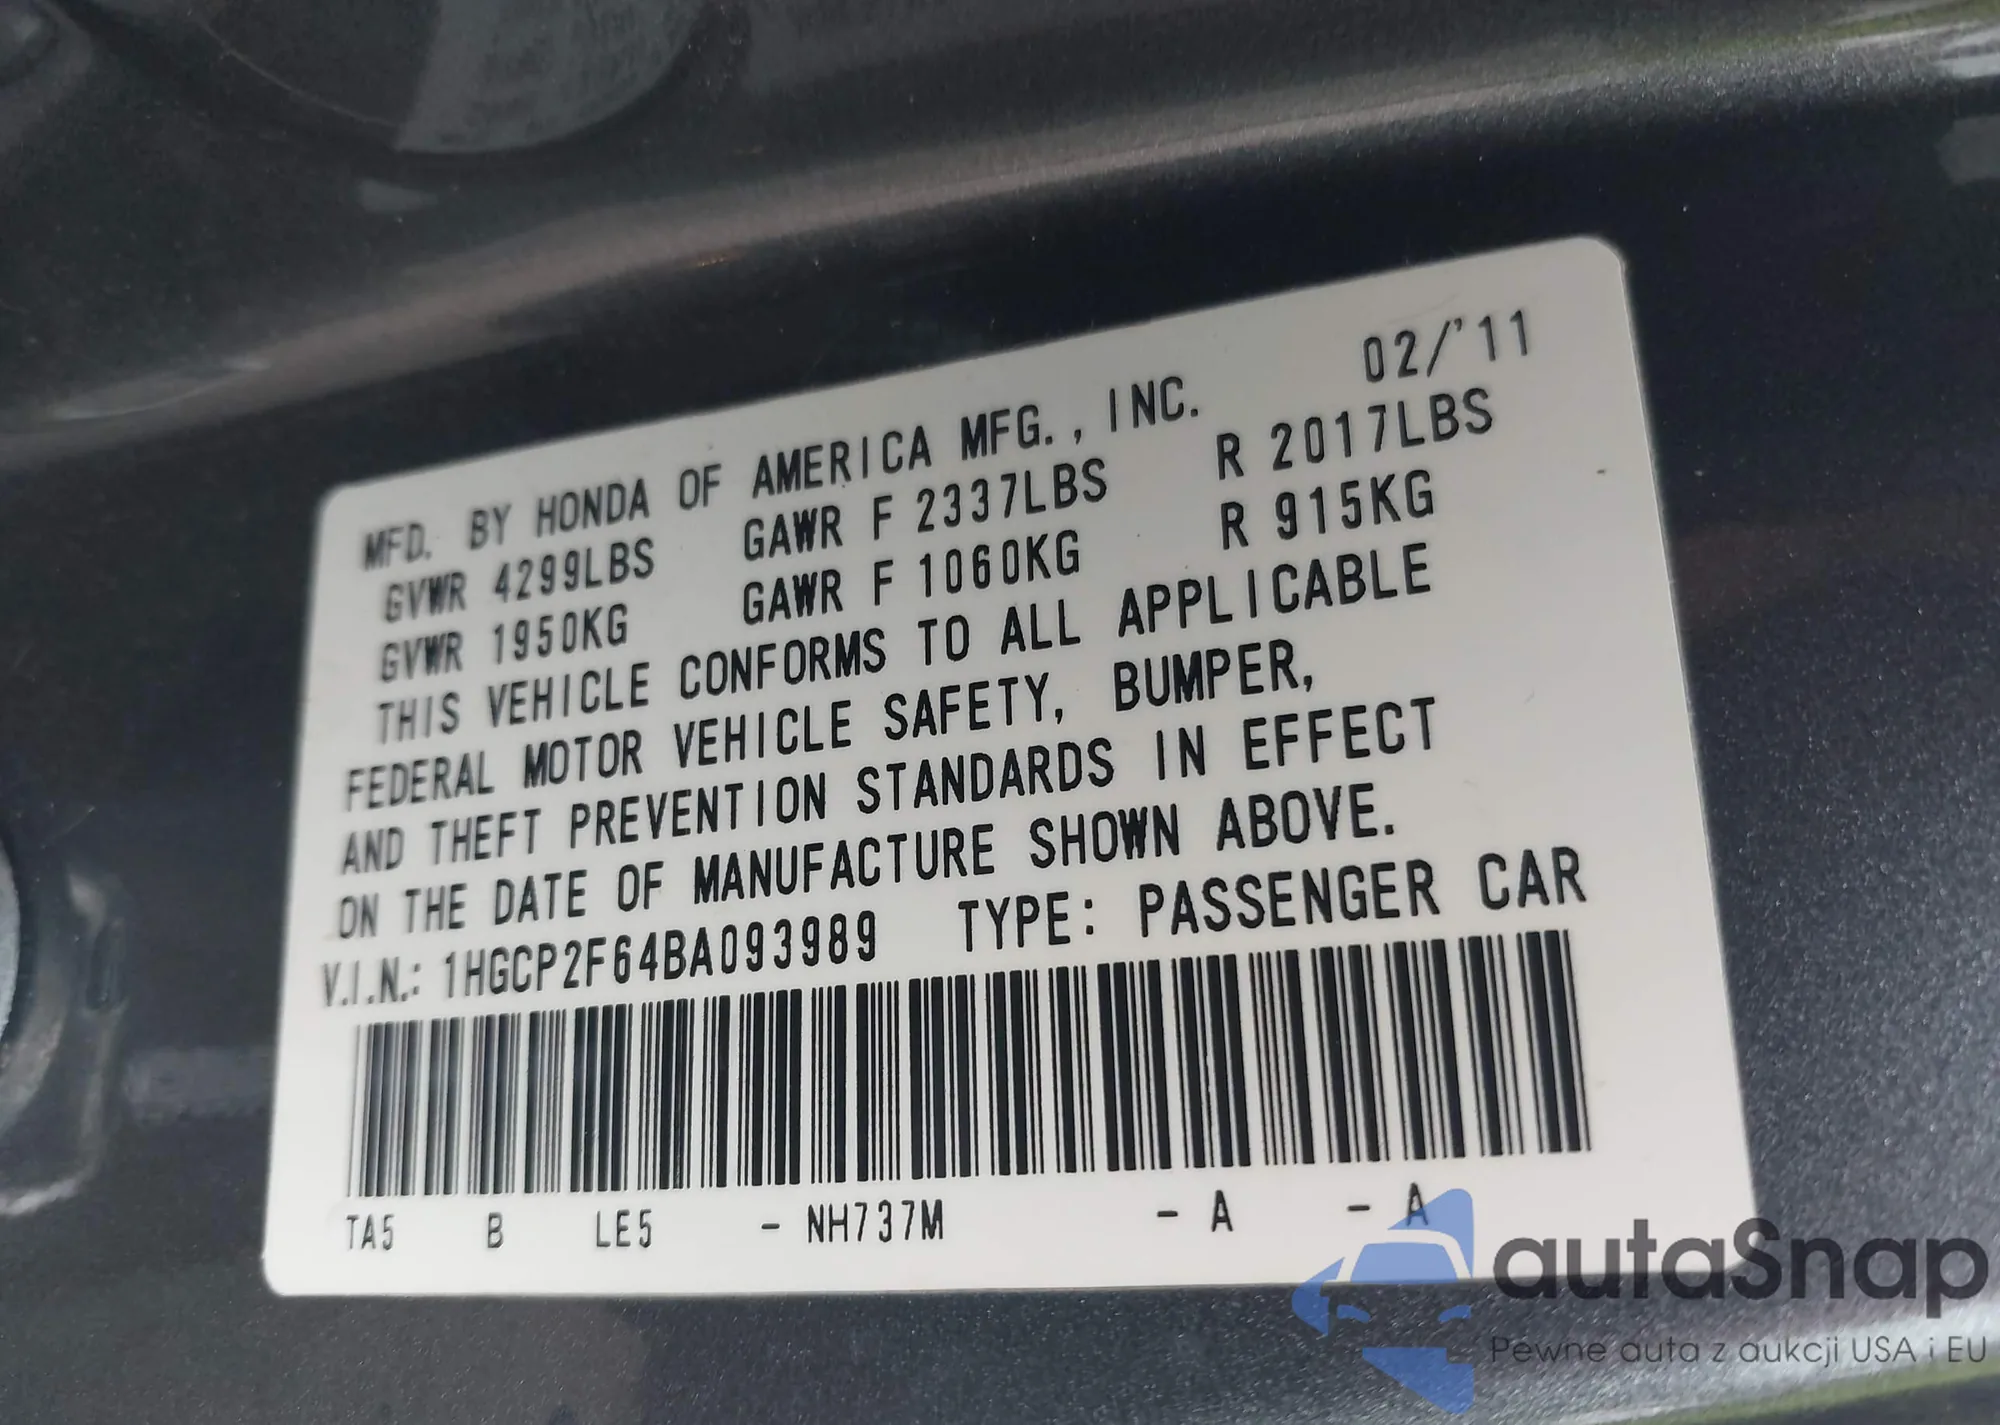 02/'11
MFD. BY HONDA OF AMERICA MFG., INC.
GVWR 4299LBS GAWR F 2337LBS R 2017LBS
GVWR 1950KG GAWR F 1060KG R 915KG
THIS VEHICLE CONFORMS TO ALL APPLICABLE
FEDERAL MOTOR VEHICLE SAFETY, BUMPER,
AND THEFT PREVENTION STANDARDS IN EFFECT
ON THE DATE OF MANUFACTURE SHOWN ABOVE.
V.I.N.: 1HGCP2F64BA093989 TYPE: PASSENGER CAR
TA5 B LE5 - NH737M - A - A
autaSnap
Pewne auta z aukcji USA i EU